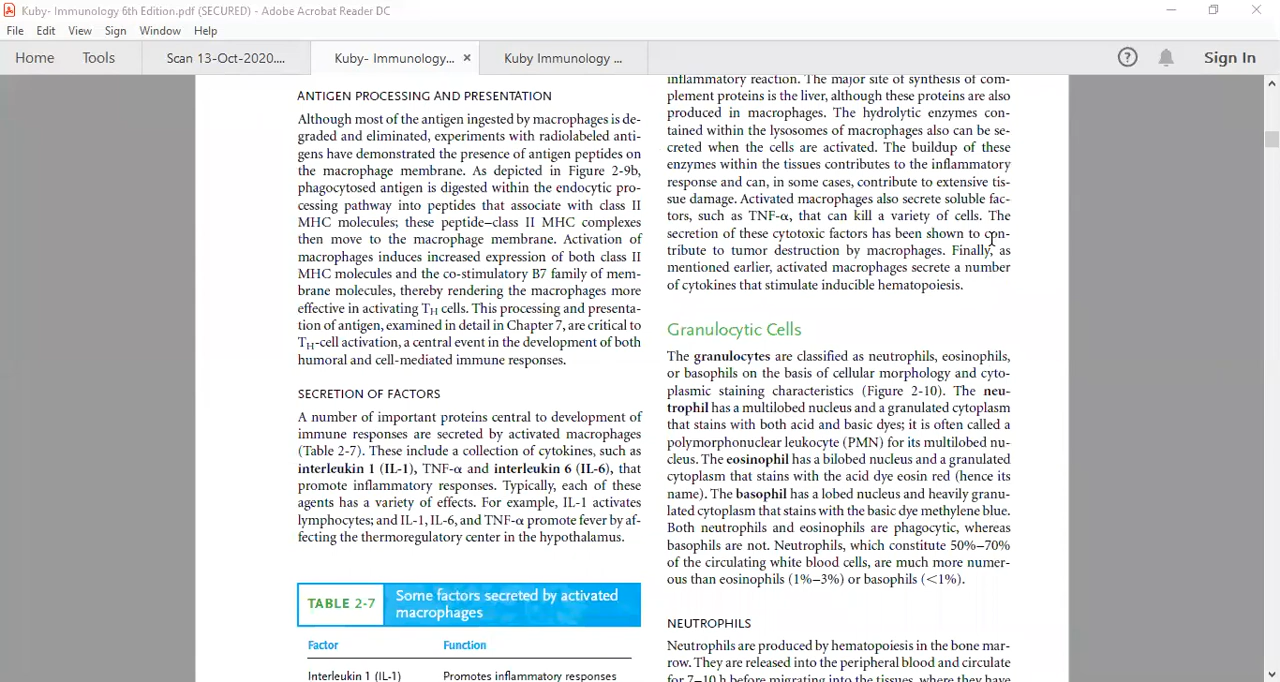 Kuby- Immunology 6th Edition.pdf (SECURED) - Adobe Acrobat Reader DC
File Edit View Sign Window Help
Home Tools Scan 13-Oct-2020.... Kuby- Immunology... × Kuby Immunology ... Sign In
ANTIGEN PROCESSING AND PRESENTATION
Although most of the antigen ingested by macrophages is de-
graded and eliminated, experiments with radiolabeled anti-
gens have demonstrated the presence of antigen peptides on
the macrophage membrane. As depicted in Figure 2-9b,
phagocytosed antigen is digested within the endocytic pro-
cessing pathway into peptides that associate with class II
MHC molecules; these peptide–class II MHC complexes
then move to the macrophage membrane. Activation of
macrophages induces increased expression of both class II
MHC molecules and the co-stimulatory B7 family of mem-
brane molecules, thereby rendering the macrophages more
effective in activating TH cells. This processing and presenta-
tion of antigen, examined in detail in Chapter 7, are critical to
TH-cell activation, a central event in the development of both
humoral and cell-mediated immune responses.
SECRETION OF FACTORS
A number of important proteins central to development of
immune responses are secreted by activated macrophages
(Table 2-7). These include a collection of cytokines, such as
interleukin 1 (IL-1), TNF-α and interleukin 6 (IL-6), that
promote inflammatory responses. Typically, each of these
agents has a variety of effects. For example, IL-1 activates
lymphocytes; and IL-1, IL-6, and TNF-α promote fever by af-
fecting the thermoregulatory center in the hypothalamus.
TABLE 2-7 Some factors secreted by activated
macrophages
Factor Function
Interleukin 1 (IL-1) Promotes inflammatory responses
inflammatory reaction. The major site of synthesis of com-
plement proteins is the liver, although these proteins are also
produced in macrophages. The hydrolytic enzymes con-
tained within the lysosomes of macrophages also can be se-
creted when the cells are activated. The buildup of these
enzymes within the tissues contributes to the inflammatory
response and can, in some cases, contribute to extensive tis-
sue damage. Activated macrophages also secrete soluble fac-
tors, such as TNF-α, that can kill a variety of cells. The
secretion of these cytotoxic factors has been shown to con-
tribute to tumor destruction by macrophages. Finally, as
mentioned earlier, activated macrophages secrete a number
of cytokines that stimulate inducible hematopoiesis.
Granulocytic Cells
The granulocytes are classified as neutrophils, eosinophils,
or basophils on the basis of cellular morphology and cyto-
plasmic staining characteristics (Figure 2-10). The neu-
trophil has a multilobed nucleus and a granulated cytoplasm
that stains with both acid and basic dyes; it is often called a
polymorphonuclear leukocyte (PMN) for its multilobed nu-
cleus. The eosinophil has a bilobed nucleus and a granulated
cytoplasm that stains with the acid dye eosin red (hence its
name). The basophil has a lobed nucleus and heavily granu-
lated cytoplasm that stains with the basic dye methylene blue.
Both neutrophils and eosinophils are phagocytic, whereas
basophils are not. Neutrophils, which constitute 50%–70%
of the circulating white blood cells, are much more numer-
ous than eosinophils (1%–3%) or basophils (<1%).
NEUTROPHILS
Neutrophils are produced by hematopoiesis in the bone mar-
row. They are released into the peripheral blood and circulate
for 7–10 h before migrating into the tissues, where they have